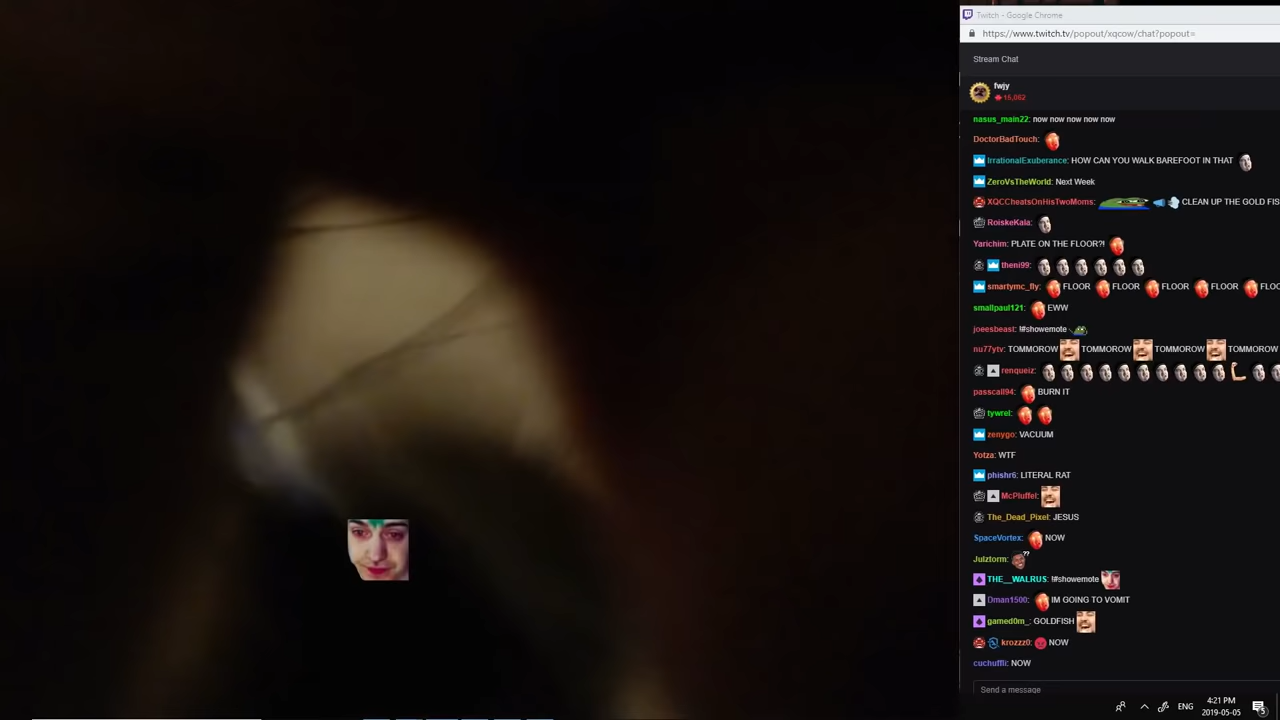 Twitch - Google Chrome
https://www.twitch.tv/popout/xqcow/chat?popout=
Stream Chat
fwjy
15,062
nasus_main22: now now now now now
DoctorBadTouch:
IrrationalExuberance: HOW CAN YOU WALK BAREFOOT IN THAT
ZeroVsTheWorld: Next Week
XQCCheatsOnHisTwoMoms: CLEAN UP THE GOLD FIS
RoiskeKala:
Yarichim: PLATE ON THE FLOOR?!
theni99:
smartymc_fly: FLOOR FLOOR FLOOR FLOOR FLOO
smallpaul121: EWW
joeesbeast: !#showemote
nu77ytv: TOMMOROW TOMMOROW TOMMOROW TOMMOROW
renqueiz:
passcall94: BURN IT
tywrel:
zenygo: VACUUM
Yotza: WTF
phishr6: LITERAL RAT
McPluffel:
The_Dead_Pixel: JESUS
SpaceVortex: NOW
Julztorm: ??
THE__WALRUS: !#showemote
Dman1500: IM GOING TO VOMIT
gamed0m_: GOLDFISH
krozzz0: NOW
cuchuffli: NOW
Send a message
ENG
4:21 PM
2019-05-05
5